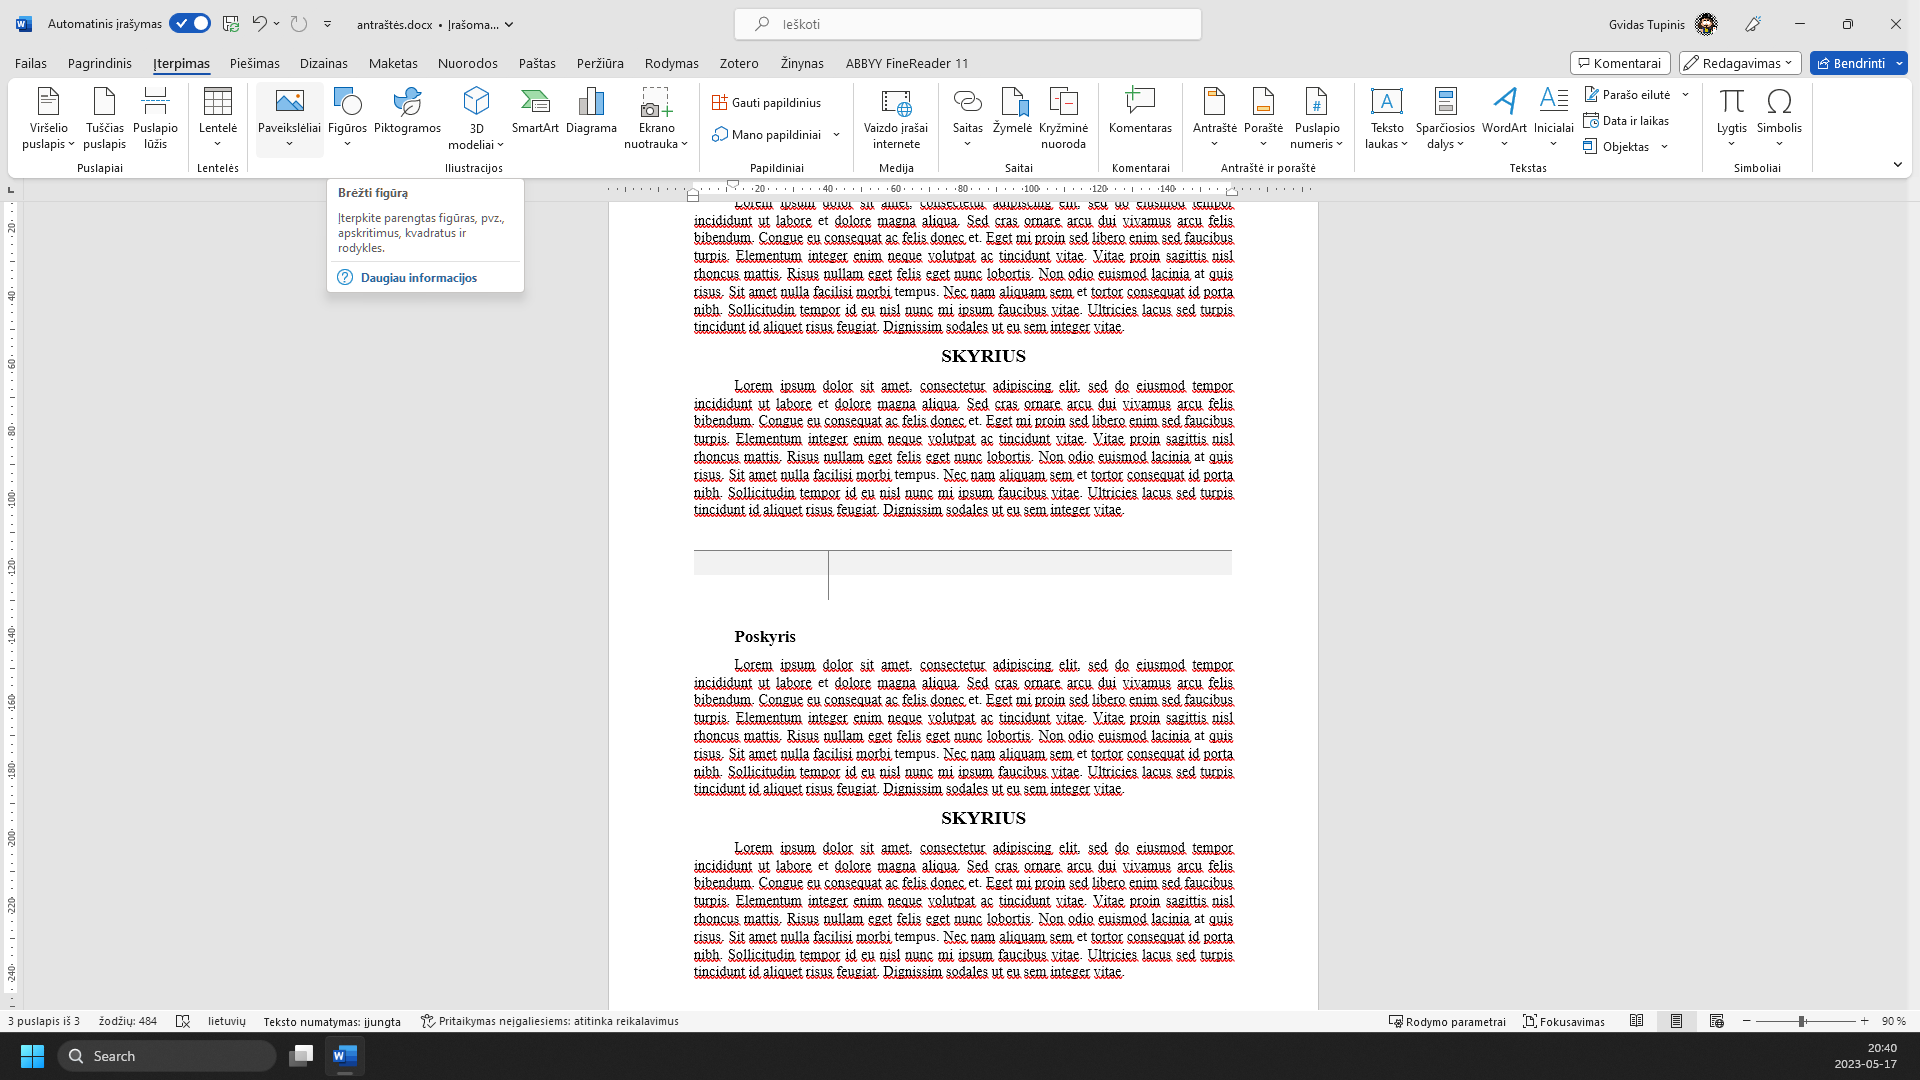 Automatinis įrašymas
antraštės.docx • Įrašoma...
Ieškoti
Gvidas Tupinis
Failas Pagrindinis Įterpimas Piešimas Dizainas Maketas Nuorodos Paštas Peržiūra Rodymas Zotero Žinynas ABBYY FineReader 11
Komentarai Redagavimas Bendrinti
Viršelio puslapis
Tuščias puslapis
Puslapio lūžis
Lentelė
Paveikslėliai
Figūros
Piktogramos
3D modeliai
SmartArt
Diagrama
Ekrano nuotrauka
Gauti papildinius
Mano papildiniai
Vaizdo įrašai internete
Saitas
Žymelė
Kryžminė nuoroda
Komentaras
Antraštė
Poraštė
Puslapio numeris
Teksto laukas
Sparčiosios dalys
WordArt
Inicialai
Parašo eilutė
Data ir laikas
Objektas
Lygtis
Simbolis
Puslapiai Lentelės Iliustracijos Papildiniai Medija Saitai Komentarai Antraštė ir poraštė Tekstas Simboliai
Brėžti figūrą
Įterpkite parengtas figūras, pvz.,
apskritimus, kvadratus ir
rodykles.
Daugiau informacijos
20 40 60 80 100 120 140
20
40
60
80
100
120
140
160
180
200
220
240
Lorem ipsum dolor sit amet, consectetur adipiscing elit, sed do eiusmod tempor
incididunt ut labore et dolore magna aliqua. Sed cras ornare arcu dui vivamus arcu felis
bibendum. Congue eu consequat ac felis donec et. Eget mi proin sed libero enim sed faucibus
turpis. Elementum integer enim neque volutpat ac tincidunt vitae. Vitae proin sagittis nisl
rhoncus mattis. Risus nullam eget felis eget nunc lobortis. Non odio euismod lacinia at quis
risus. Sit amet nulla facilisi morbi tempus. Nec nam aliquam sem et tortor consequat id porta
nibh. Sollicitudin tempor id eu nisl nunc mi ipsum faucibus vitae. Ultricies lacus sed turpis
tincidunt id aliquet risus feugiat. Dignissim sodales ut eu sem integer vitae.
SKYRIUS
Lorem ipsum dolor sit amet, consectetur adipiscing elit, sed do eiusmod tempor
incididunt ut labore et dolore magna aliqua. Sed cras ornare arcu dui vivamus arcu felis
bibendum. Congue eu consequat ac felis donec et. Eget mi proin sed libero enim sed faucibus
turpis. Elementum integer enim neque volutpat ac tincidunt vitae. Vitae proin sagittis nisl
rhoncus mattis. Risus nullam eget felis eget nunc lobortis. Non odio euismod lacinia at quis
risus. Sit amet nulla facilisi morbi tempus. Nec nam aliquam sem et tortor consequat id porta
nibh. Sollicitudin tempor id eu nisl nunc mi ipsum faucibus vitae. Ultricies lacus sed turpis
tincidunt id aliquet risus feugiat. Dignissim sodales ut eu sem integer vitae.
Poskyris
Lorem ipsum dolor sit amet, consectetur adipiscing elit, sed do eiusmod tempor
incididunt ut labore et dolore magna aliqua. Sed cras ornare arcu dui vivamus arcu felis
bibendum. Congue eu consequat ac felis donec et. Eget mi proin sed libero enim sed faucibus
turpis. Elementum integer enim neque volutpat ac tincidunt vitae. Vitae proin sagittis nisl
rhoncus mattis. Risus nullam eget felis eget nunc lobortis. Non odio euismod lacinia at quis
risus. Sit amet nulla facilisi morbi tempus. Nec nam aliquam sem et tortor consequat id porta
nibh. Sollicitudin tempor id eu nisl nunc mi ipsum faucibus vitae. Ultricies lacus sed turpis
tincidunt id aliquet risus feugiat. Dignissim sodales ut eu sem integer vitae.
SKYRIUS
Lorem ipsum dolor sit amet, consectetur adipiscing elit, sed do eiusmod tempor
incididunt ut labore et dolore magna aliqua. Sed cras ornare arcu dui vivamus arcu felis
bibendum. Congue eu consequat ac felis donec et. Eget mi proin sed libero enim sed faucibus
turpis. Elementum integer enim neque volutpat ac tincidunt vitae. Vitae proin sagittis nisl
rhoncus mattis. Risus nullam eget felis eget nunc lobortis. Non odio euismod lacinia at quis
risus. Sit amet nulla facilisi morbi tempus. Nec nam aliquam sem et tortor consequat id porta
nibh. Sollicitudin tempor id eu nisl nunc mi ipsum faucibus vitae. Ultricies lacus sed turpis
tincidunt id aliquet risus feugiat. Dignissim sodales ut eu sem integer vitae.
3 puslapis iš 3 žodžių: 484 lietuvių Teksto numatymas: įjungta Pritaikymas neįgaliesiems: atitinka reikalavimus Rodymo parametrai Fokusavimas 90 %
Search
20:40
2023-05-17